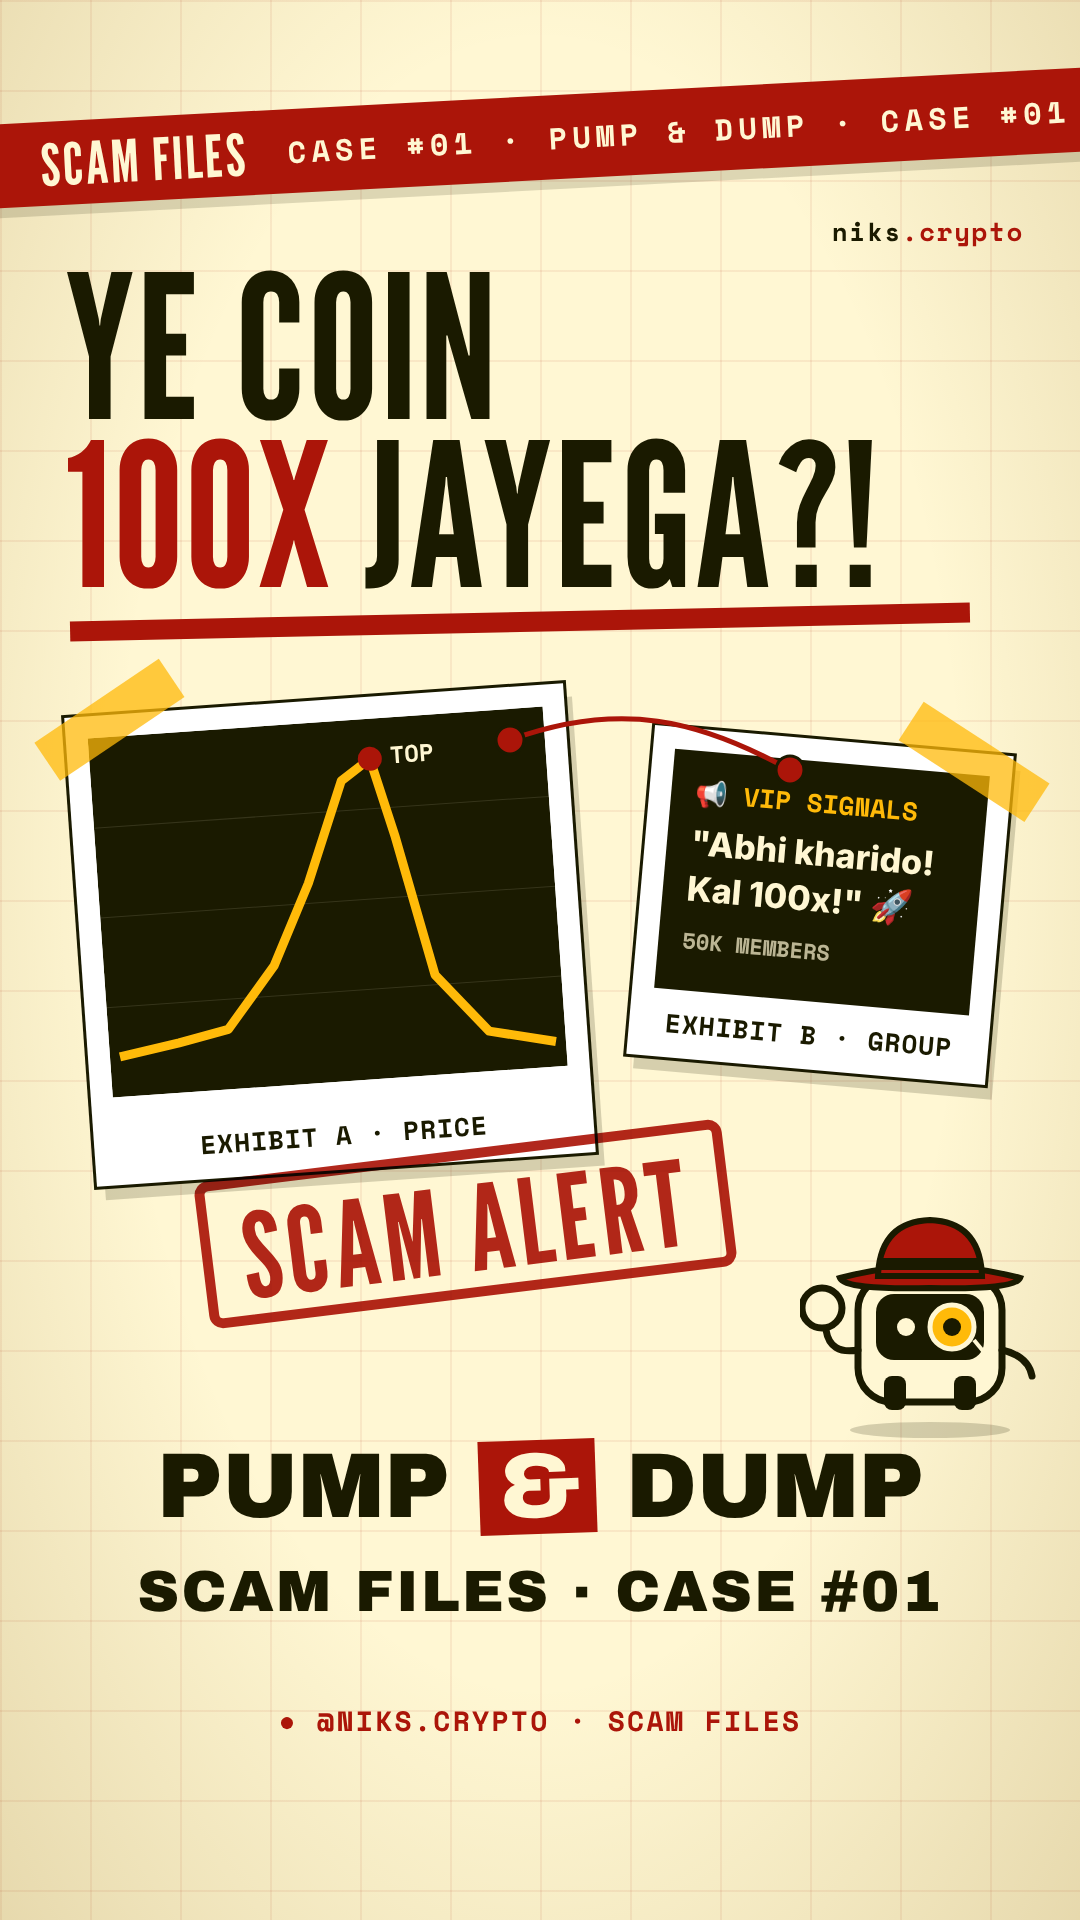 SCAM FILES CASE #01 · PUMP & DUMP · CASE #01
niks.crypto
YE COIN
100X JAYEGA?!
TOP
EXHIBIT A · PRICE
📢 VIP SIGNALS
"Abhi kharido!
Kal 100x!" 🚀
50K MEMBERS
EXHIBIT B · GROUP
SCAM ALERT
PUMP & DUMP
SCAM FILES · CASE #01
• @NIKS.CRYPTO · SCAM FILES